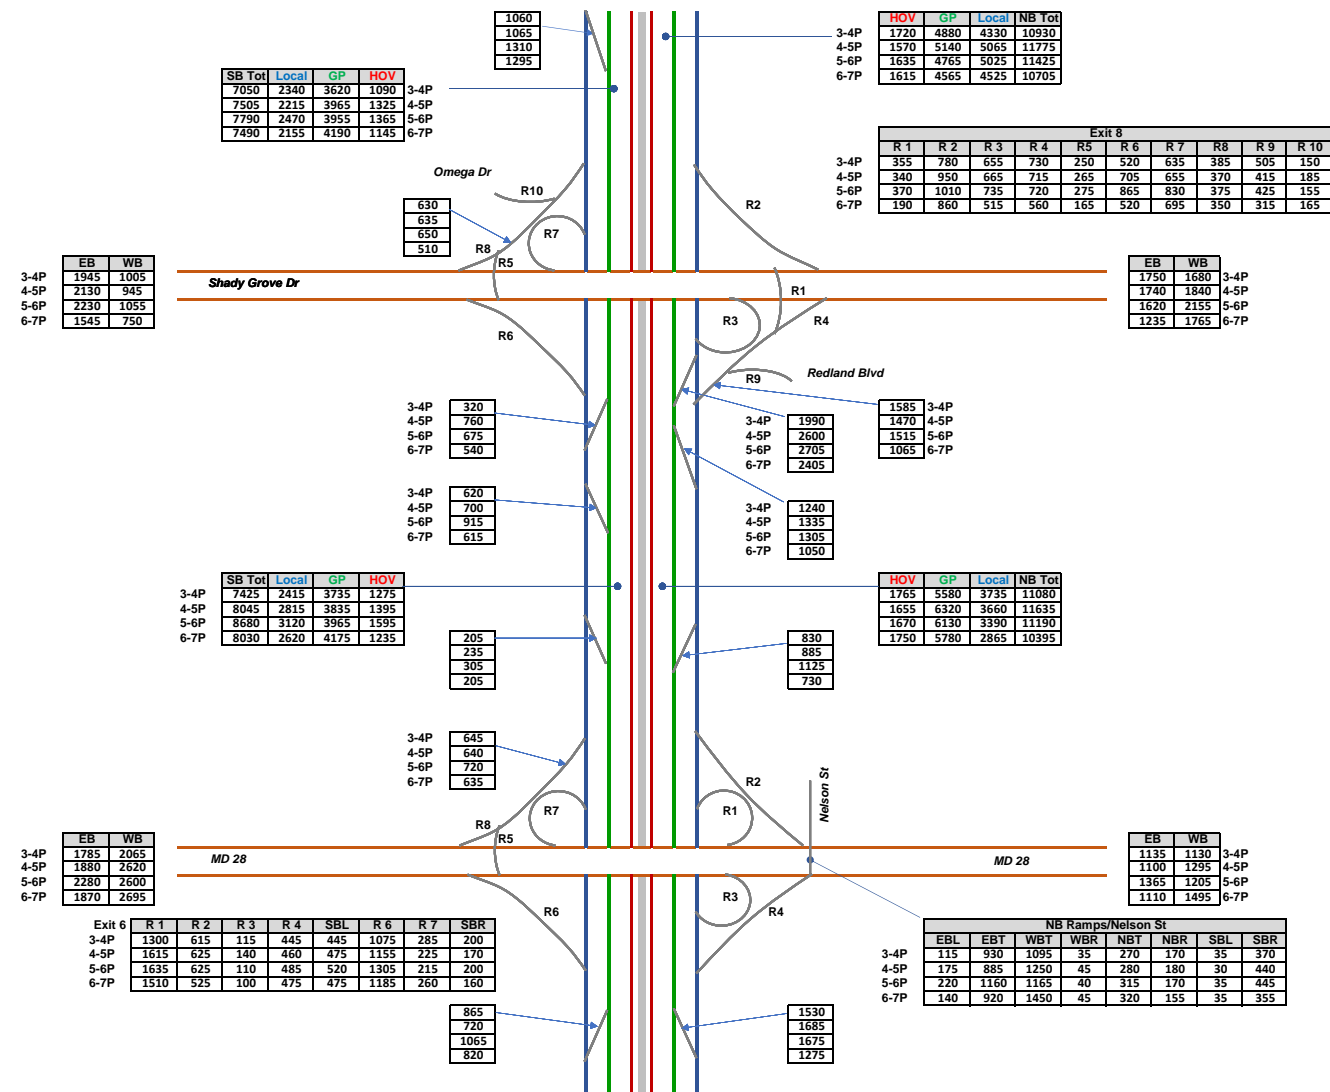 1060
1065
1310
1295
HOV GP Local NB Tot
3-4P 1720 4880 4330 10930
4-5P 1570 5140 5065 11775
5-6P 1635 4765 5025 11425
6-7P 1615 4565 4525 10705
SB Tot Local GP HOV
7050 2340 3620 1090 3-4P
7505 2215 3965 1325 4-5P
7790 2470 3955 1365 5-6P
7490 2155 4190 1145 6-7P
Exit 8
R 1 R 2 R 3 R 4 R5 R 6 R 7 R8 R 9 R 10
3-4P 355 780 655 730 250 520 635 385 505 150
4-5P 340 950 665 715 265 705 655 370 415 185
5-6P 370 1010 735 720 275 865 830 375 425 155
6-7P 190 860 515 560 165 520 695 350 315 165
Omega Dr
R10
R2
630
635
650
510
R7
R8
R5
EB WB
3-4P 1945 1005
4-5P 2130 945
5-6P 2230 1055
6-7P 1545 750
Shady Grove Dr
EB WB
1750 1680 3-4P
1740 1840 4-5P
1620 2155 5-6P
1235 1765 6-7P
R1
R3
R4
R6
R9
Redland Blvd
3-4P 320
4-5P 760
5-6P 675
6-7P 540
3-4P 1990
4-5P 2600
5-6P 2705
6-7P 2405
1585 3-4P
1470 4-5P
1515 5-6P
1065 6-7P
3-4P 620
4-5P 700
5-6P 915
6-7P 615
3-4P 1240
4-5P 1335
5-6P 1305
6-7P 1050
SB Tot Local GP HOV
3-4P 7425 2415 3735 1275
4-5P 8045 2815 3835 1395
5-6P 8680 3120 3965 1595
6-7P 8030 2620 4175 1235
HOV GP Local NB Tot
1765 5580 3735 11080
1655 6320 3660 11635
1670 6130 3390 11190
1750 5780 2865 10395
205
235
305
205
830
885
1125
730
3-4P 645
4-5P 640
5-6P 720
6-7P 635
R2
Nelson St
R7
R1
R8
R5
EB WB
3-4P 1785 2065
4-5P 1880 2620
5-6P 2280 2600
6-7P 1870 2695
MD 28
MD 28
EB WB
1135 1130 3-4P
1100 1295 4-5P
1365 1205 5-6P
1110 1495 6-7P
R3
R6
R4
Exit 6 R 1 R 2 R 3 R 4 SBL R 6 R 7 SBR
3-4P 1300 615 115 445 445 1075 285 200
4-5P 1615 625 140 460 475 1155 225 170
5-6P 1635 625 110 485 520 1305 215 200
6-7P 1510 525 100 475 475 1185 260 160
NB Ramps/Nelson St
EBL EBT WBT WBR NBT NBR SBL SBR
3-4P 115 930 1095 35 270 170 35 370
4-5P 175 885 1250 45 280 180 30 440
5-6P 220 1160 1165 40 315 170 35 445
6-7P 140 920 1450 45 320 155 35 355
865
720
1065
820
1530
1685
1675
1275